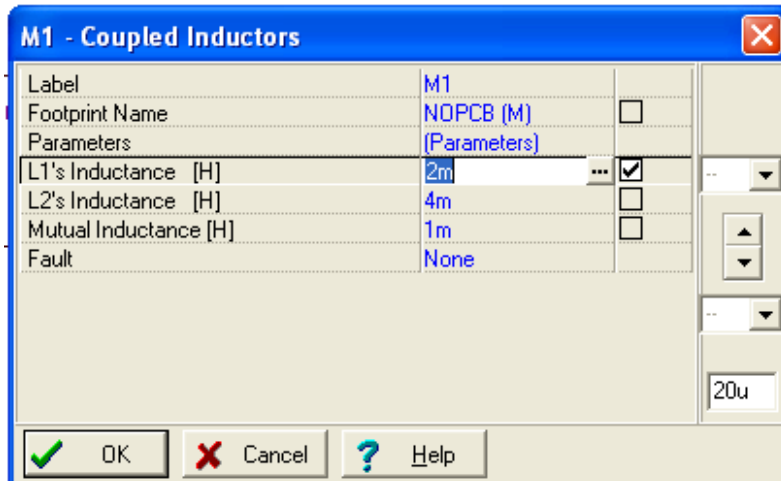 M1 - Coupled Inductors
Label M1
Footprint Name NOPCB (M)
Parameters (Parameters)
L1's Inductance [H] 2m ...
L2's Inductance [H] 4m
Mutual Inductance [H] 1m
Fault None
--
--
20u
OK Cancel ? Help